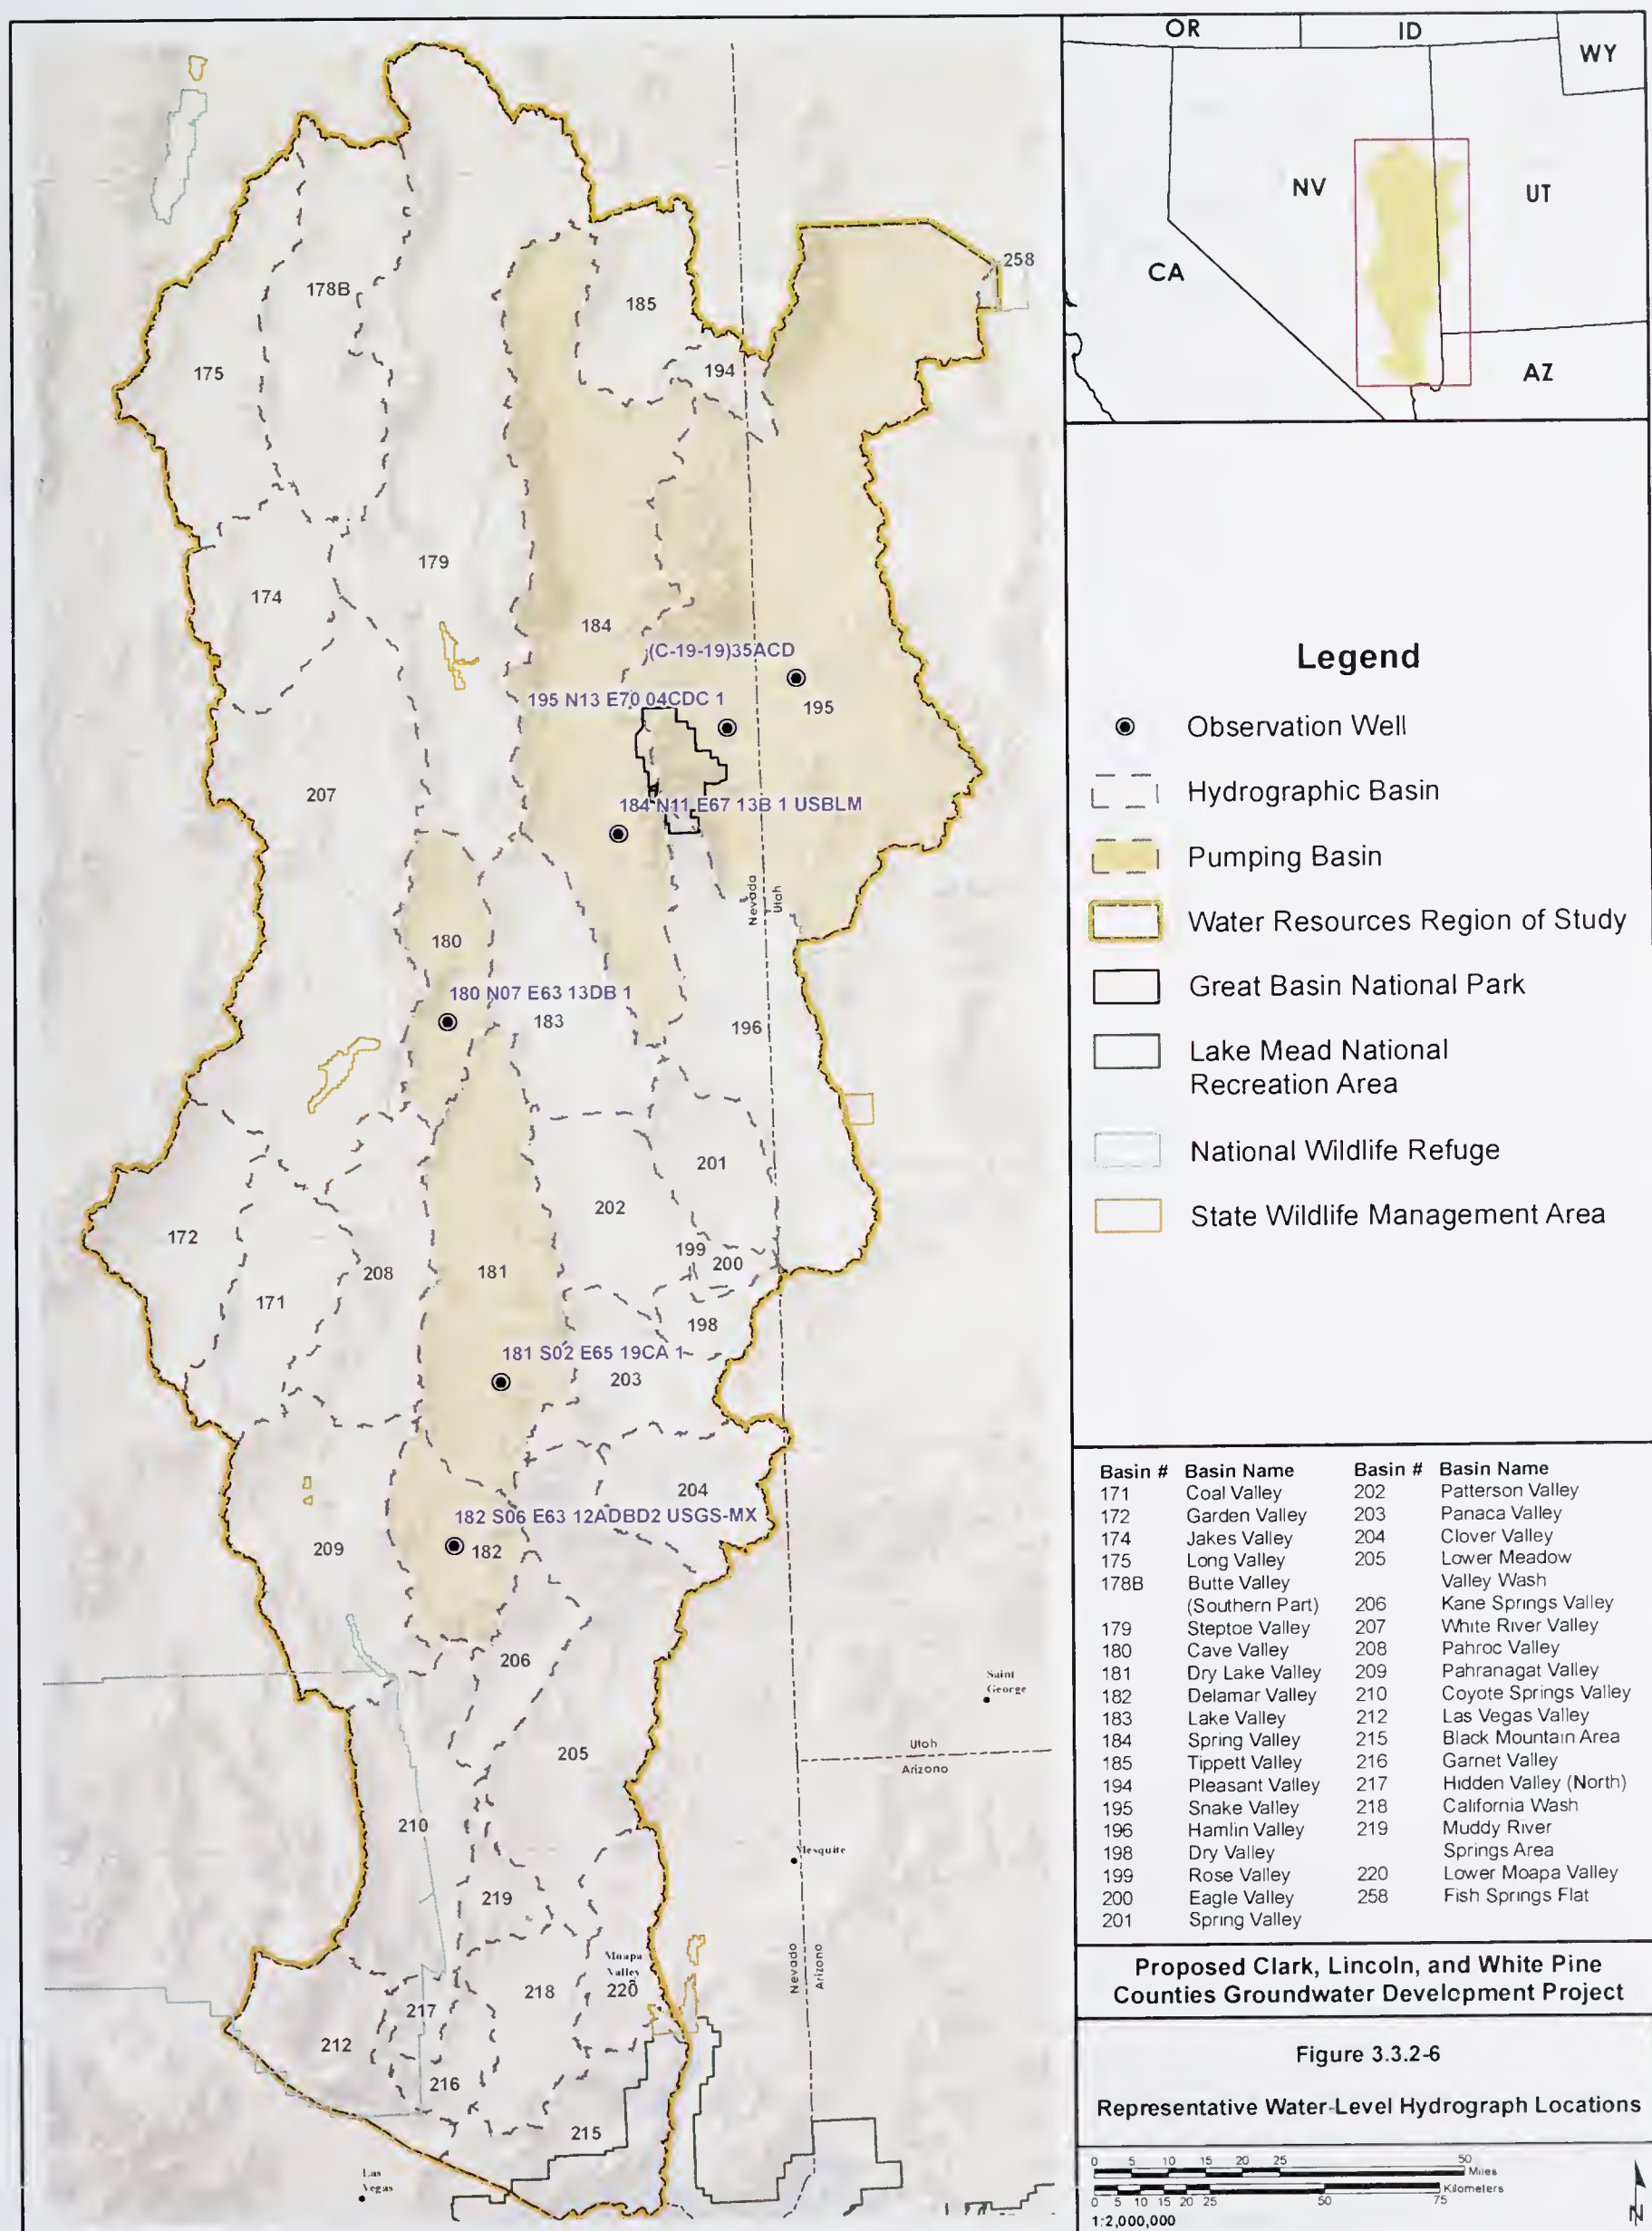 OR
ID
WY
NV
UT
CA
AZ
258
178B
185
175
194
179
174
184
(C-19-19)35ACD
195 N13 E70 04CDC 1
195
207
184 N11 E67 13B 1 USBLM
Nevada
Utah
180
180 N07 E63 13DB 1
183
196
201
202
172
199
200
208
181
171
198
181 S02 E65 19CA 1
203
204
182 S06 E63 12ADBD2 USGS-MX
182
209
206
Saint
George
205
Utah
Arizona
210
Mesquite
219
Moapa
Valley
220
218
Nevada
Arizona
217
212
216
215
Las
Vegas
Legend
Observation Well
Hydrographic Basin
Pumping Basin
Water Resources Region of Study
Great Basin National Park
Lake Mead National
Recreation Area
National Wildlife Refuge
State Wildlife Management Area
Basin # Basin Name Basin # Basin Name
171 Coal Valley 202 Patterson Valley
172 Garden Valley 203 Panaca Valley
174 Jakes Valley 204 Clover Valley
175 Long Valley 205 Lower Meadow
178B Butte Valley Valley Wash
(Southern Part) 206 Kane Springs Valley
179 Steptoe Valley 207 White River Valley
180 Cave Valley 208 Pahroc Valley
181 Dry Lake Valley 209 Pahranagat Valley
182 Delamar Valley 210 Coyote Springs Valley
183 Lake Valley 212 Las Vegas Valley
184 Spring Valley 215 Black Mountain Area
185 Tippett Valley 216 Garnet Valley
194 Pleasant Valley 217 Hidden Valley (North)
195 Snake Valley 218 California Wash
196 Hamlin Valley 219 Muddy River
198 Dry Valley Springs Area
199 Rose Valley 220 Lower Moapa Valley
200 Eagle Valley 258 Fish Springs Flat
201 Spring Valley
Proposed Clark, Lincoln, and White Pine
Counties Groundwater Development Project
Figure 3.3.2-6
Representative Water-Level Hydrograph Locations
0 5 10 15 20 25 50
Miles
Kilometers
0 5 10 15 20 25 50 75
1:2,000,000
N